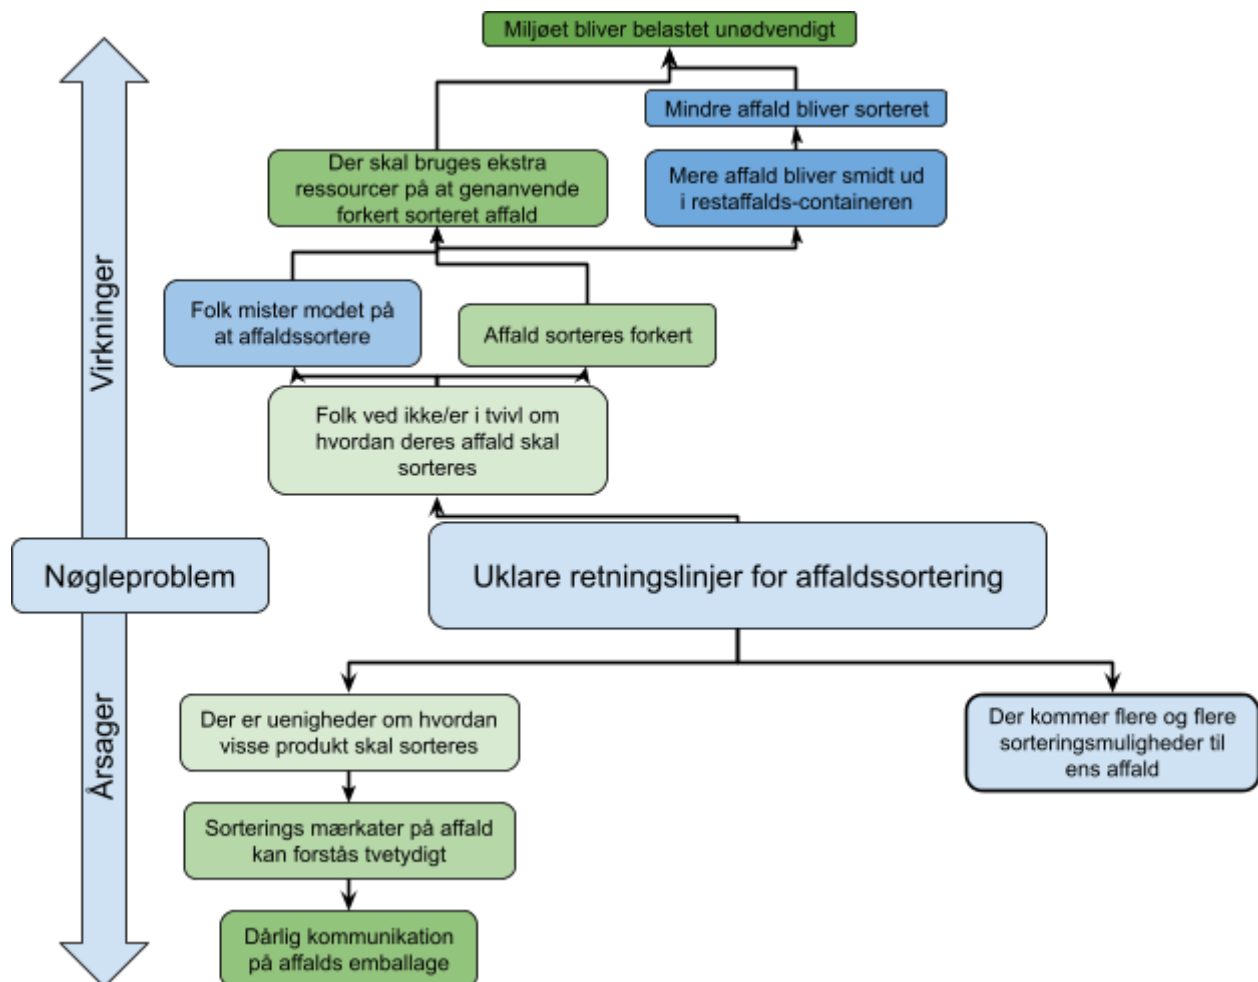 Miljøet bliver belastet unødvendigt
Mindre affald bliver sorteret
Der skal bruges ekstra
ressourcer på at genanvende
forkert sorteret affald
Mere affald bliver smidt ud
i restaffalds-containeren
Virkninger
Folk mister modet på
at affaldssortere
Affald sorteres forkert
Folk ved ikke/er i tvivl om
hvordan deres affald skal
sorteres
Nøgleproblem
Uklare retningslinjer for affaldssortering
Årsager
Der er uenigheder om hvordan
visse produkt skal sorteres
Der kommer flere og flere
sorteringsmuligheder til
ens affald
Sorterings mærkater på affald
kan forstås tvetydigt
Dårlig kommunikation
på affalds emballage